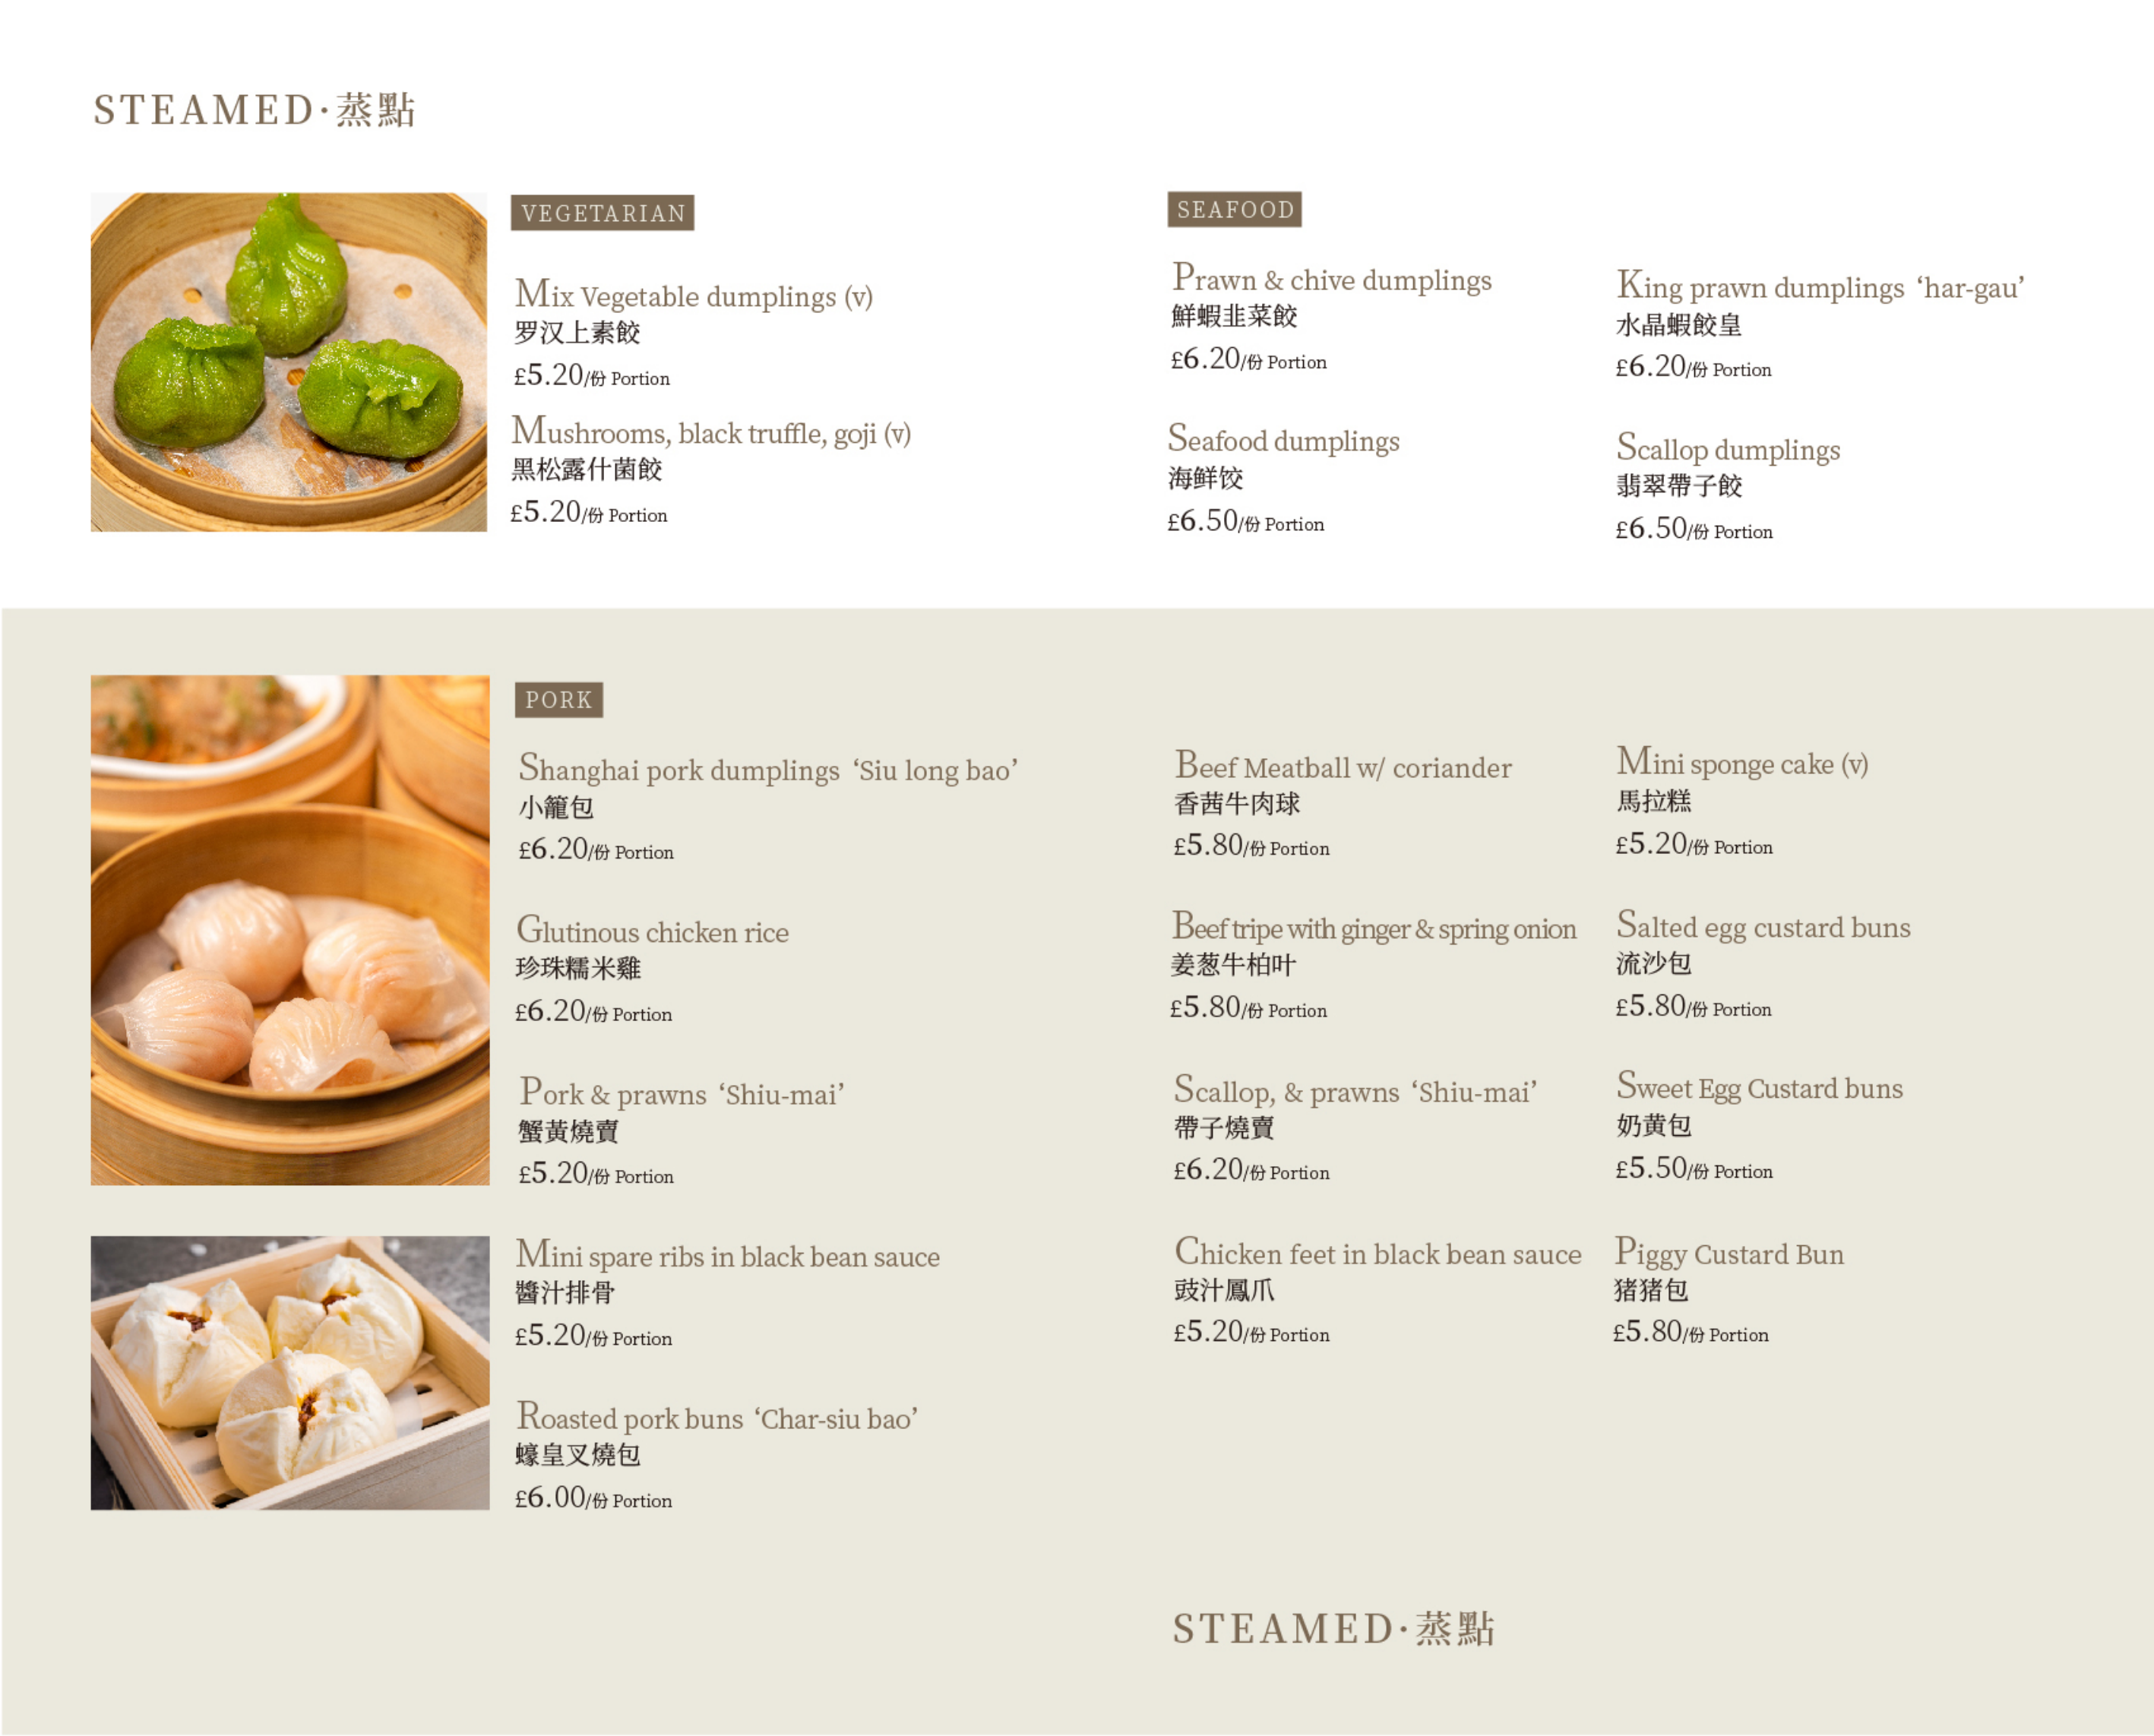 STEAMED·蒸點
VEGETARIAN
Mix Vegetable dumplings (v)
罗汉上素餃
£5.20/份 Portion
Mushrooms, black truffle, goji (v)
黑松露什菌餃
£5.20/份 Portion
SEAFOOD
Prawn & chive dumplings
鮮蝦韭菜餃
£6.20/份 Portion
Seafood dumplings
海鲜饺
£6.50/份 Portion
King prawn dumplings ‘har-gau’
水晶蝦餃皇
£6.20/份 Portion
Scallop dumplings
翡翠帶子餃
£6.50/份 Portion
PORK
Shanghai pork dumplings ‘Siu long bao’
小籠包
£6.20/份 Portion
Glutinous chicken rice
珍珠糯米雞
£6.20/份 Portion
Pork & prawns ‘Shiu-mai’
蟹黃燒賣
£5.20/份 Portion
Mini spare ribs in black bean sauce
醬汁排骨
£5.20/份 Portion
Roasted pork buns ‘Char-siu bao’
蠔皇叉燒包
£6.00/份 Portion
Beef Meatball w/ coriander
香茜牛肉球
£5.80/份 Portion
Beef tripe with ginger & spring onion
姜葱牛柏叶
£5.80/份 Portion
Scallop, & prawns ‘Shiu-mai’
帶子燒賣
£6.20/份 Portion
Chicken feet in black bean sauce
豉汁鳳爪
£5.20/份 Portion
Mini sponge cake (v)
馬拉糕
£5.20/份 Portion
Salted egg custard buns
流沙包
£5.80/份 Portion
Sweet Egg Custard buns
奶黄包
£5.50/份 Portion
Piggy Custard Bun
猪猪包
£5.80/份 Portion
STEAMED·蒸點